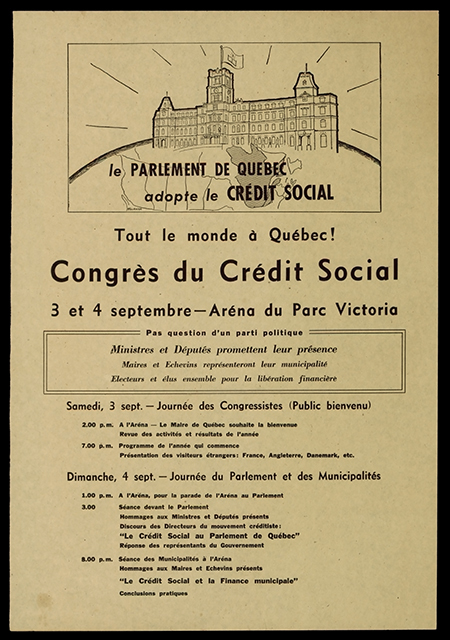 le PARLEMENT DE QUEBEC
adopte le CRÉDIT SOCIAL
Tout le monde à Québec!
Congrès du Crédit Social
3 et 4 septembre—Aréna du Parc Victoria
Pas question d'un parti politique
Ministres et Députés promettent leur présence
Maires et Echevins représenteront leur municipalité
Electeurs et élus ensemble pour la libération financière
Samedi, 3 sept. — Journée des Congressistes (Public bienvenu)
2.00 p.m. A l'Aréna — Le Maire de Québec souhaite la bienvenue
Revue des activités et résultats de l'année
7.00 p.m. Programme de l'année qui commence
Présentation des visiteurs étrangers: France, Angleterre, Danemark, etc.
Dimanche, 4 sept. — Journée du Parlement et des Municipalités
1.00 p.m. A l'Aréna, pour la parade de l'Aréna au Parlement
3.00 Séance devant le Parlement
Hommages aux Ministres et Députés présents
Discours des Directeurs du mouvement créditiste:
"Le Crédit Social au Parlement de Québec"
Réponse des représentants du Gouvernement
8.00 p.m. Séance des Municipalités à l'Aréna
Hommages aux Maires et Echevins présents
"Le Crédit Social et la Finance municipale"
Conclusions pratiques